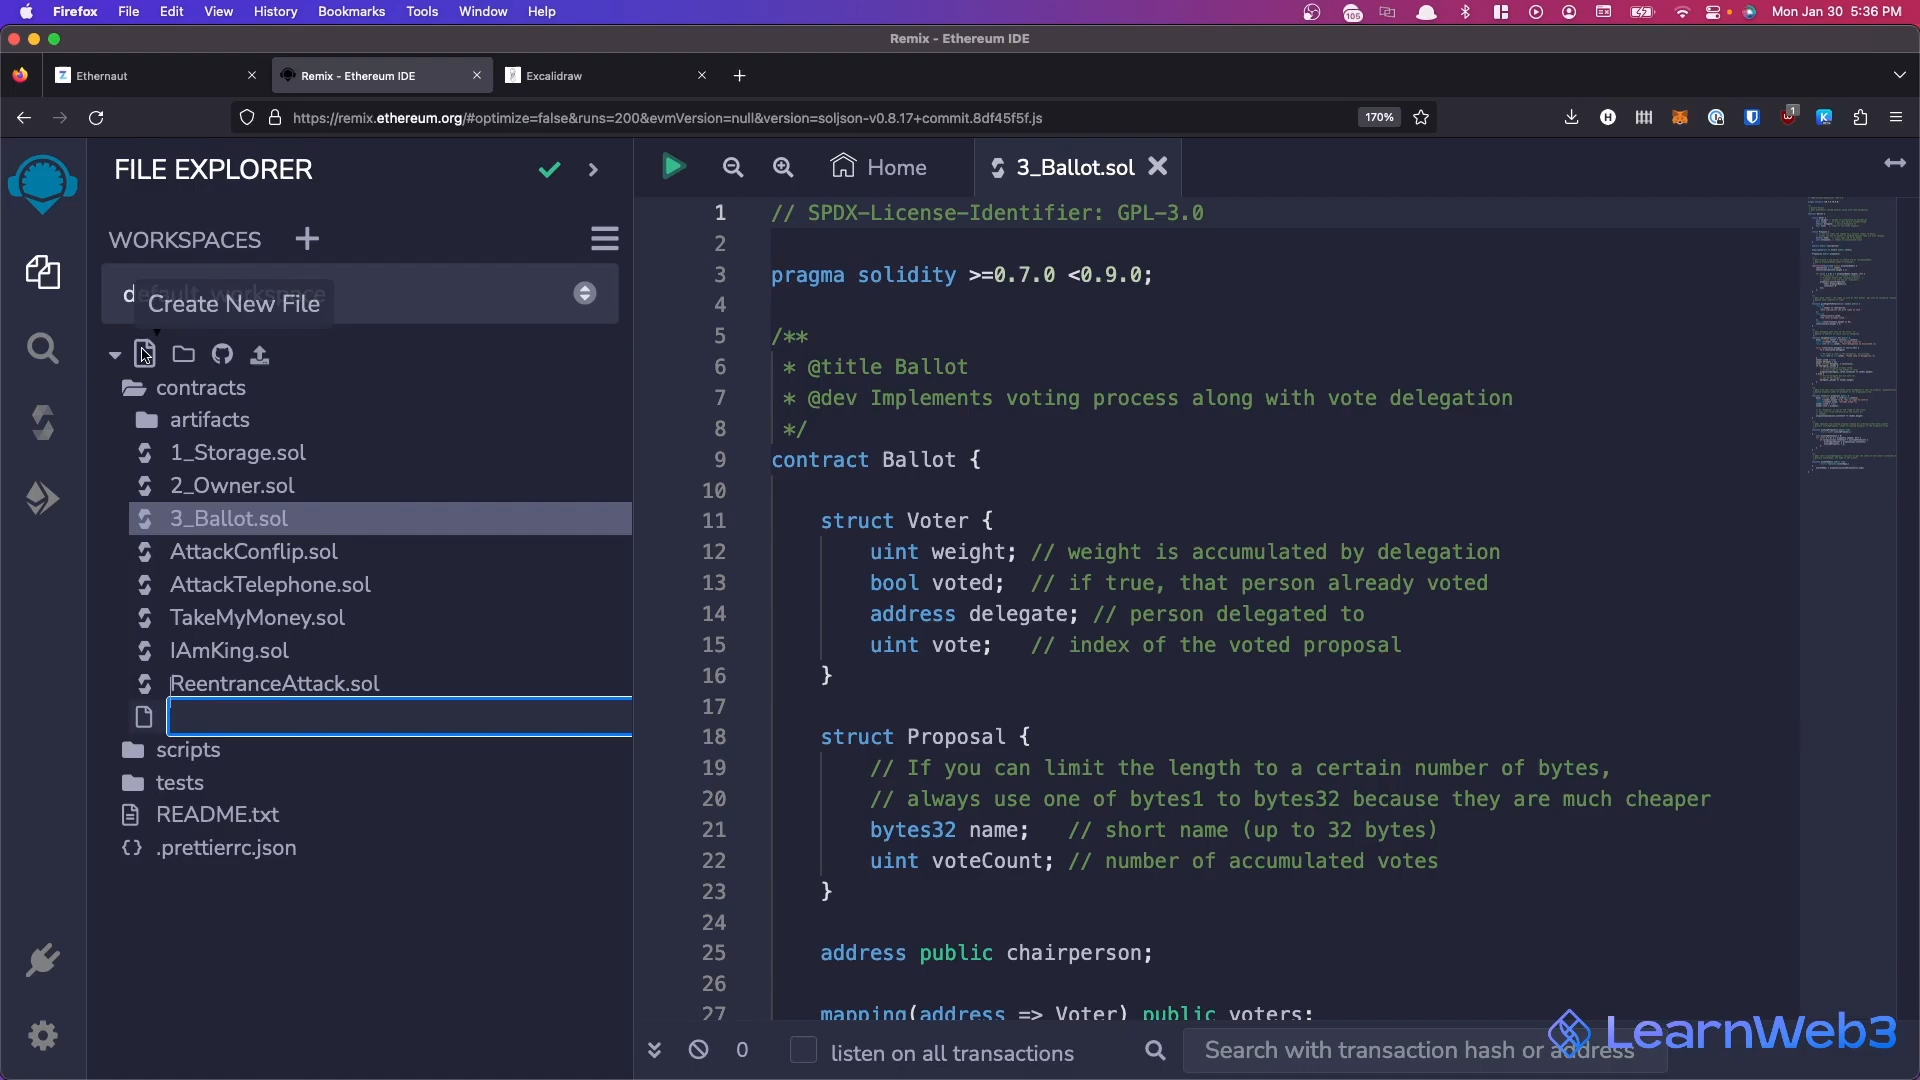 Firefox File Edit View History Bookmarks Tools Window Help
105
Mon Jan 30 5:36 PM
Remix - Ethereum IDE
Ethernaut
Remix - Ethereum IDE
Excalidraw
https://remix.ethereum.org/#optimize=false&runs=200&evmVersion=null&version=soljson-v0.8.17+commit.8df45f5f.js
170%
1
FILE EXPLORER
WORKSPACES
default_workspace
Create New File
contracts
artifacts
1_Storage.sol
2_Owner.sol
3_Ballot.sol
AttackConflip.sol
AttackTelephone.sol
TakeMyMoney.sol
IAmKing.sol
ReentranceAttack.sol
scripts
tests
README.txt
.prettierrc.json
Home
3_Ballot.sol
1 // SPDX-License-Identifier: GPL-3.0
2
3 pragma solidity >=0.7.0 <0.9.0;
4
5 /**
6 * @title Ballot
7 * @dev Implements voting process along with vote delegation
8 */
9 contract Ballot {
10
11 struct Voter {
12 uint weight; // weight is accumulated by delegation
13 bool voted; // if true, that person already voted
14 address delegate; // person delegated to
15 uint vote; // index of the voted proposal
16 }
17
18 struct Proposal {
19 // If you can limit the length to a certain number of bytes,
20 // always use one of bytes1 to bytes32 because they are much cheaper
21 bytes32 name; // short name (up to 32 bytes)
22 uint voteCount; // number of accumulated votes
23 }
24
25 address public chairperson;
26
27 mapping(address => Voter) public voters;
0
listen on all transactions
Search with transaction hash or address
LearnWeb3